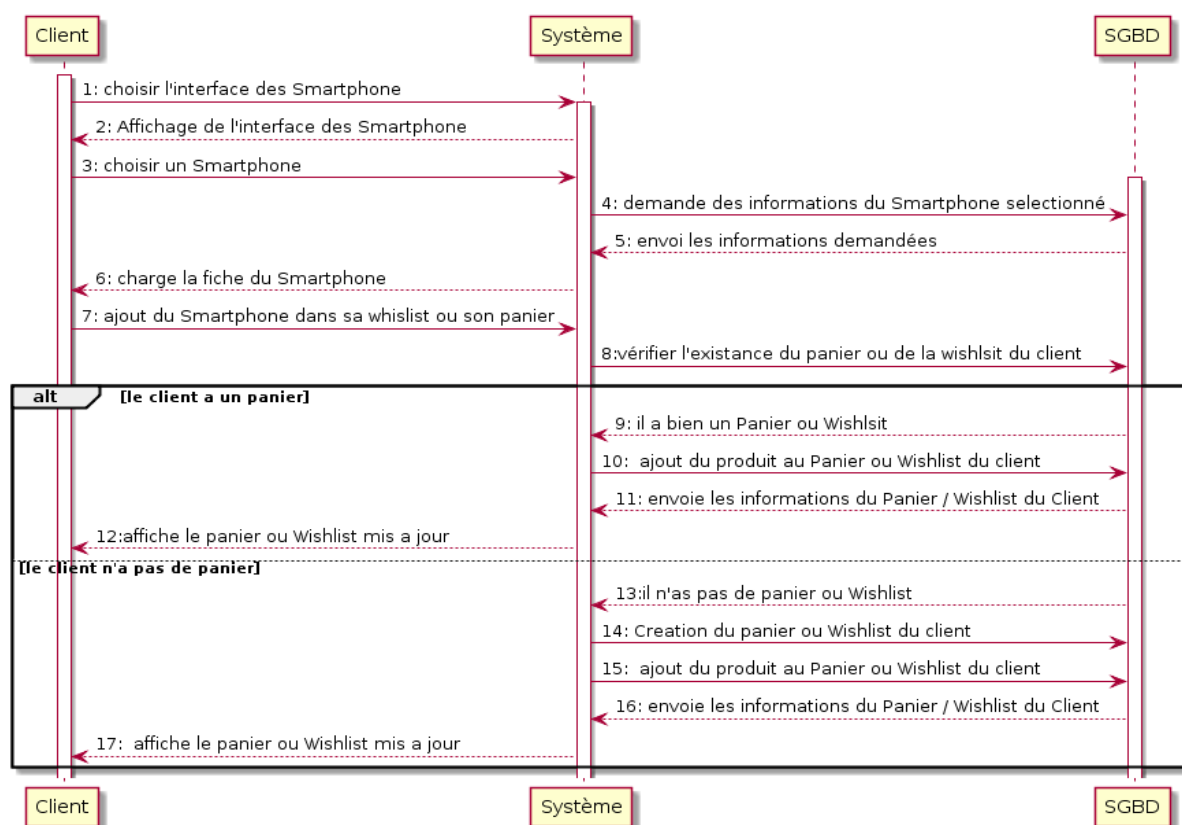 Client Système SGBD
1: choisir l'interface des Smartphone
2: Affichage de l'interface des Smartphone
3: choisir un Smartphone
4: demande des informations du Smartphone selectionné
5: envoi les informations demandées
6: charge la fiche du Smartphone
7: ajout du Smartphone dans sa whislist ou son panier
8:vérifier l'existance du panier ou de la wishlsit du client
alt [le client a un panier]
9: il a bien un Panier ou Wishlsit
10: ajout du produit au Panier ou Wishlist du client
11: envoie les informations du Panier / Wishlist du Client
12:affiche le panier ou Wishlist mis a jour
[le client n'a pas de panier]
13:il n'as pas de panier ou Wishlist
14: Creation du panier ou Wishlist du client
15: ajout du produit au Panier ou Wishlist du client
16: envoie les informations du Panier / Wishlist du Client
17: affiche le panier ou Wishlist mis a jour
Client Système SGBD